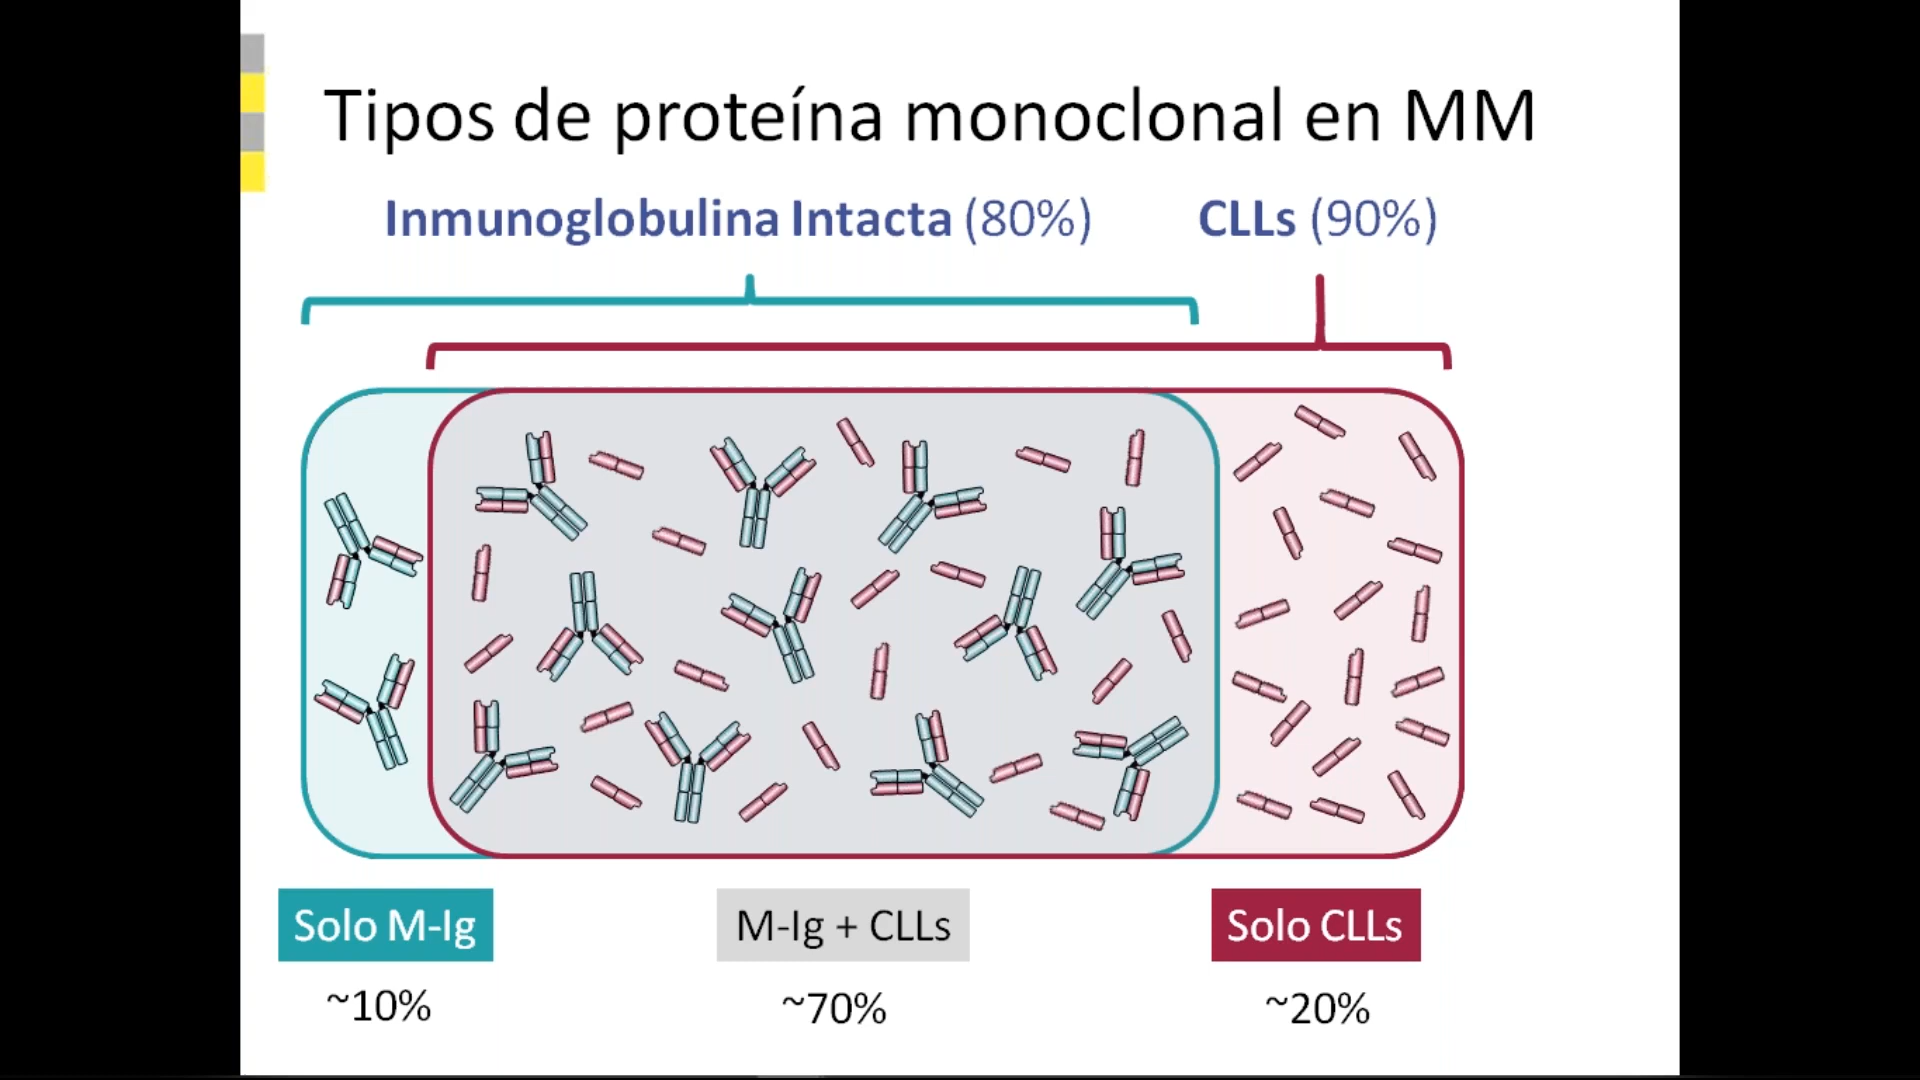 Tipos de proteína monoclonal en MM
Inmunoglobulina Intacta (80%)
CLLs (90%)
Solo M-Ig
M-Ig + CLLs
Solo CLLs
~10%
~70%
~20%